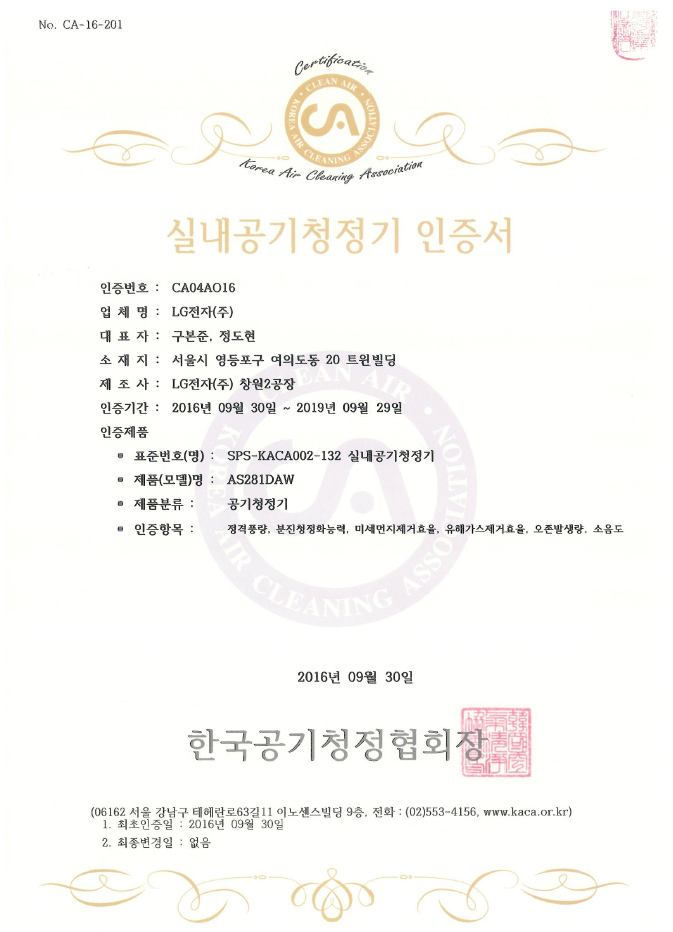 No. CA-16-201
Certification
CLEAN AIR
KOREA AIR CLEANING ASSOCIATION
CA
Korea Air Cleaning Association
실내공기청정기 인증서
인증번호 : CA04AO16
업 체 명 : LG전자(주)
대 표 자 : 구본준, 정도현
소 재 지 : 서울시 영등포구 여의도동 20 트윈빌딩
제 조 사 : LG전자(주) 창원2공장
인증기간 : 2016년 09월 30일 ~ 2019년 09월 29일
인증제품
표준번호(명) : SPS-KACA002-132 실내공기청정기
제품(모델)명 : AS281DAW
제품분류 : 공기청정기
인증항목 : 정격풍량, 분진청정화능력, 미세먼지제거효율, 유해가스제거효율, 오존발생량, 소음도
CLEAN AIR
KOREA AIR CLEANING ASSOCIATION
CA
2016년 09월 30일
한국공기청정협회장
(06162 서울 강남구 테헤란로63길11 이노센스빌딩 9층, 전화 : (02)553-4156, www.kaca.or.kr)
1. 최초인증일 : 2016년 09월 30일
2. 최종변경일 : 없음